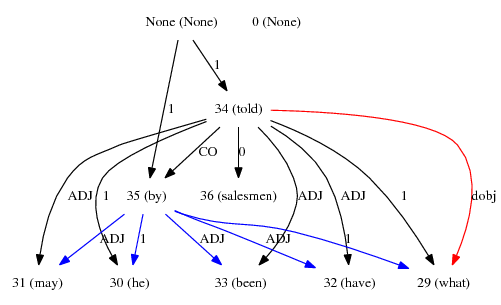 None (None) 0 (None)
1
34 (told)
1
CO 0
ADJ 1 35 (by) 36 (salesmen) ADJ ADJ 1 dobj
ADJ 1 ADJ ADJ 1
31 (may) 30 (he) 33 (been) 32 (have) 29 (what)